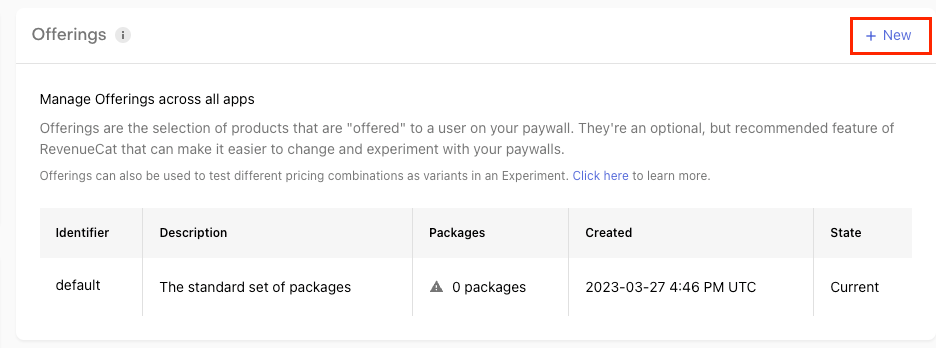 Offerings i
+ New
Manage Offerings across all apps
Offerings are the selection of products that are "offered" to a user on your paywall. They're an optional, but recommended feature of
RevenueCat that can make it easier to change and experiment with your paywalls.
Offerings can also be used to test different pricing combinations as variants in an Experiment. Click here to learn more.
Identifier Description Packages Created State
default The standard set of packages 0 packages 2023-03-27 4:46 PM UTC Current